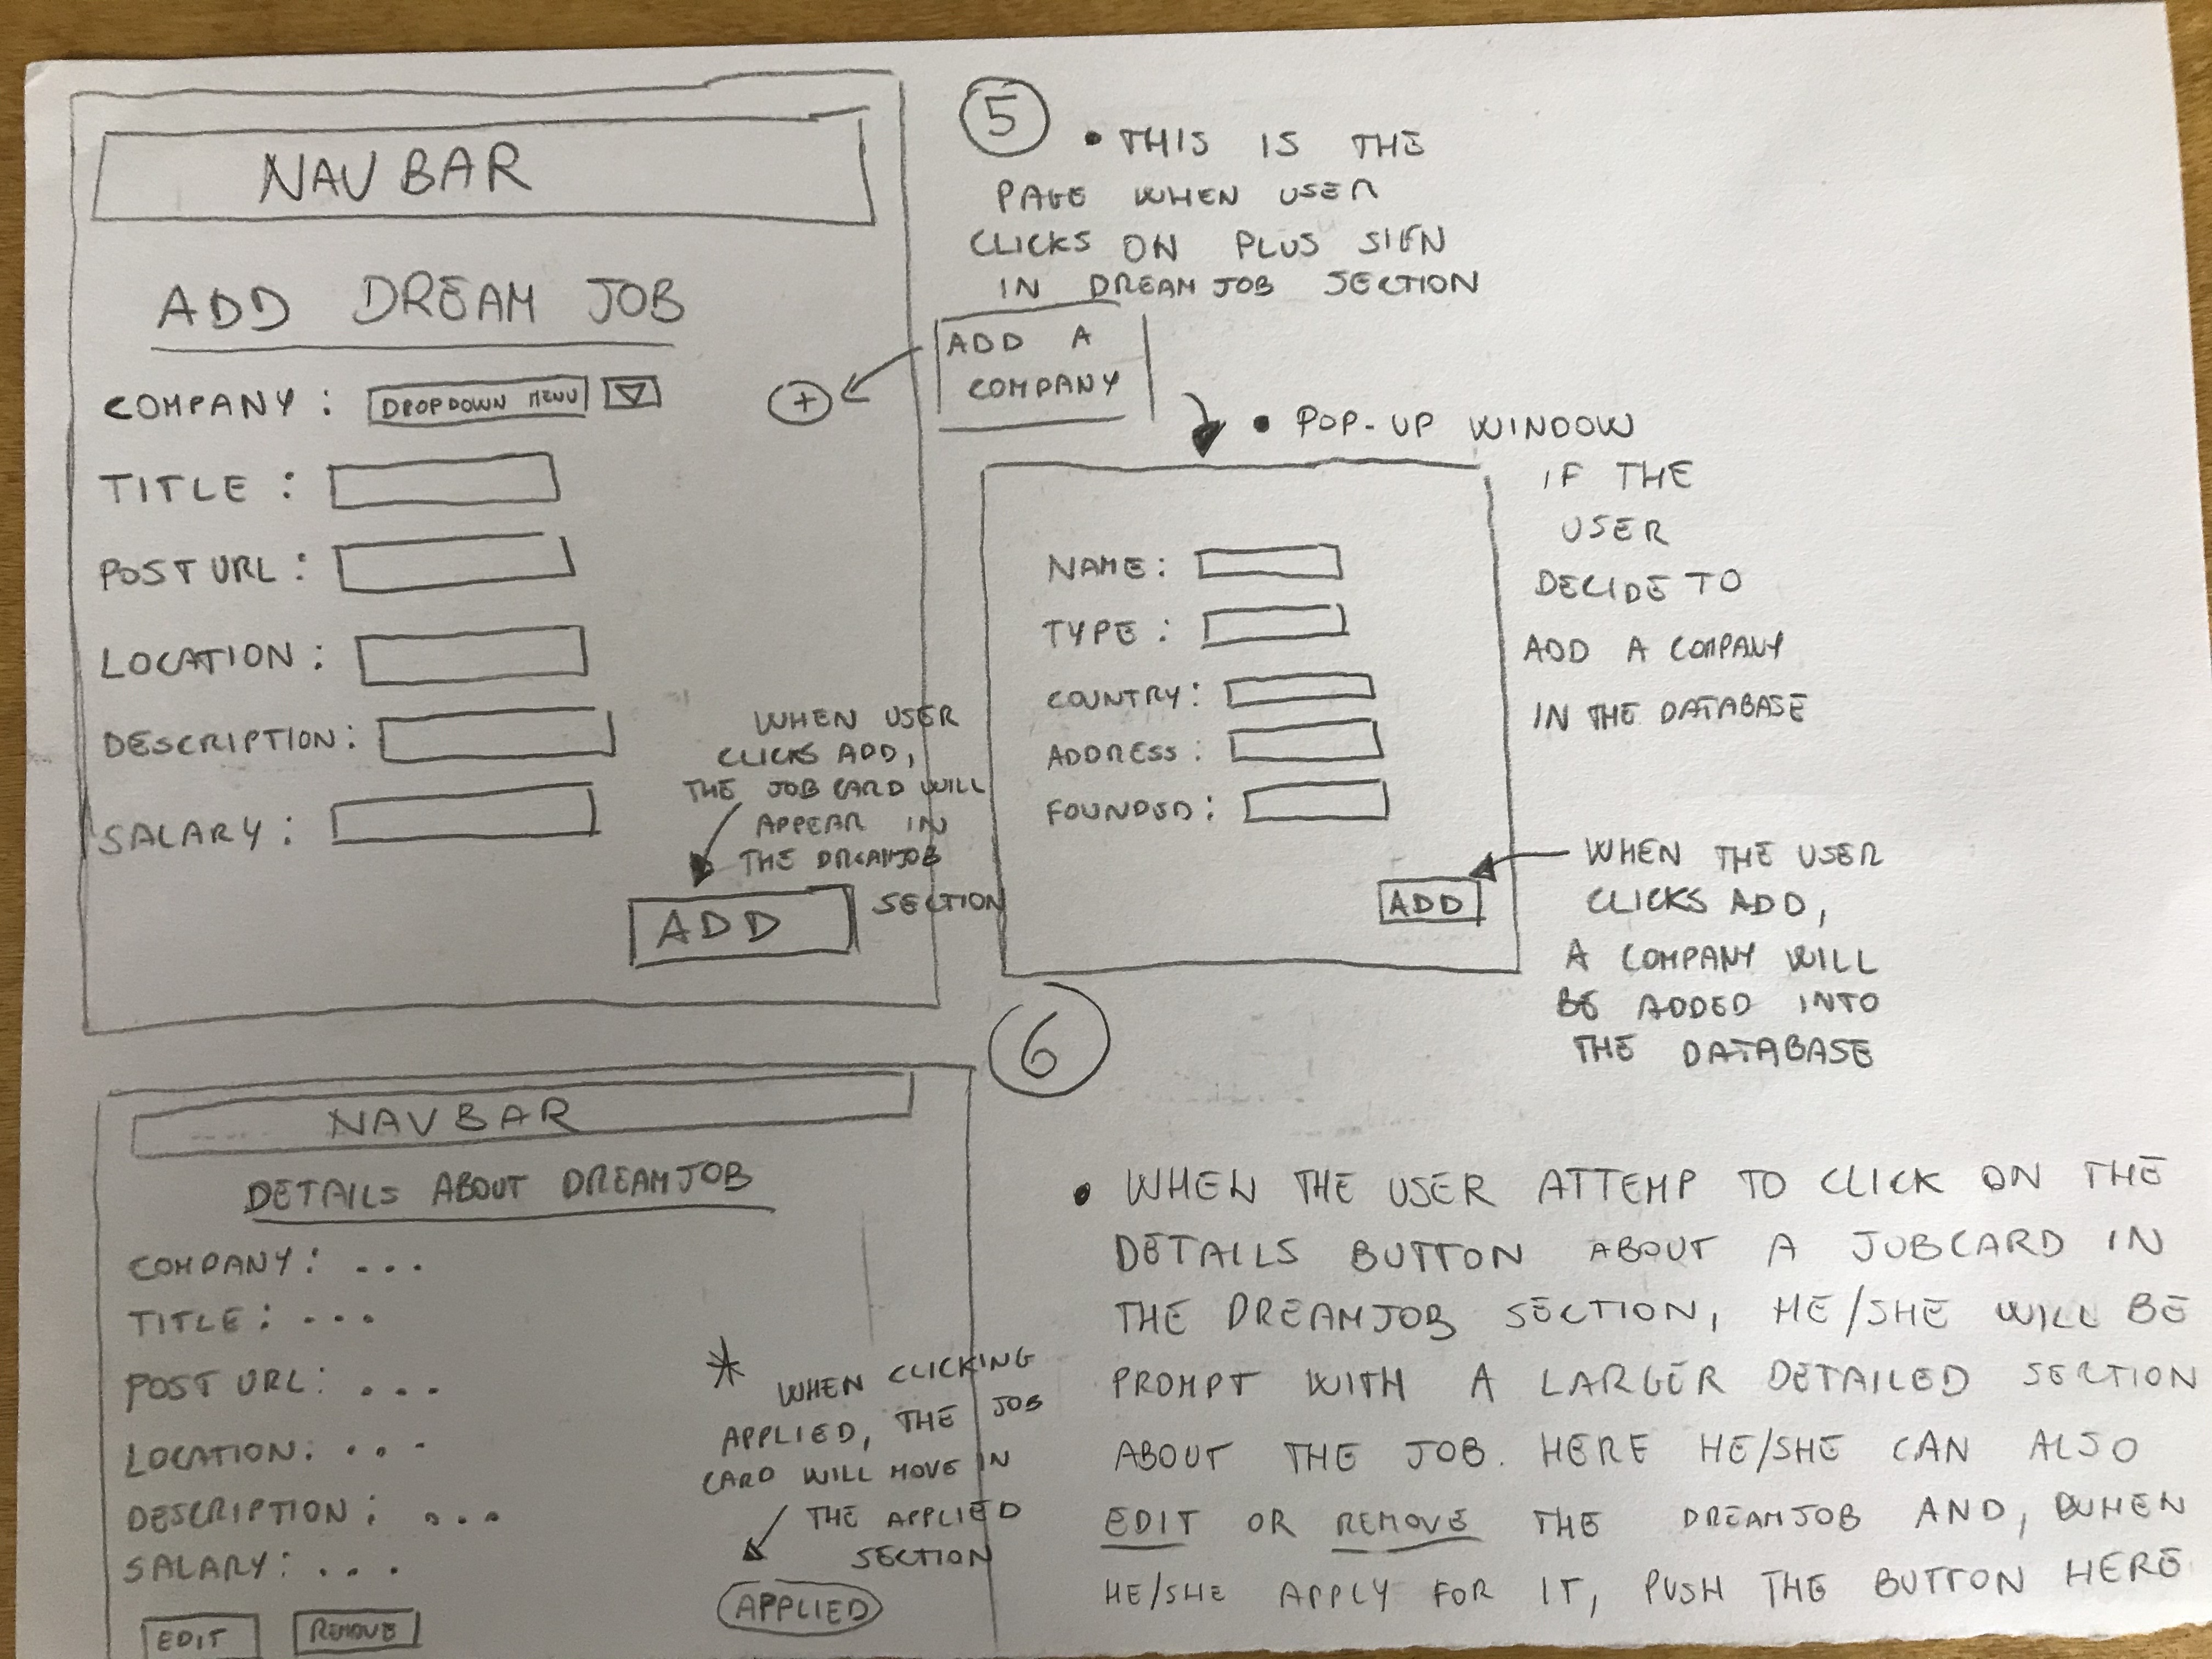 NAV BAR
ADD DREAM JOB
COMPANY : DROPDOWN MENU
+
TITLE :
POST URL :
LOCATION :
DESCRIPTION :
SALARY :
WHEN USER
CLICKS ADD,
THE JOB CARD WILL
APPEAR IN
THE DREAMJOB
SECTION
ADD
5
• THIS IS THE
PAGE WHEN USER
CLICKS ON PLUS SIGN
IN DREAMJOB SECTION
ADD A
COMPANY
• POP-UP WINDOW
IF THE
USER
DECIDE TO
ADD A COMPANY
IN THE DATABASE
NAME :
TYPE :
COUNTRY :
ADDRESS :
FOUNDED :
ADD
WHEN THE USER
CLICKS ADD,
A COMPANY WILL
BE ADDED INTO
THE DATABASE
6
NAVBAR
DETAILS ABOUT DREAMJOB
COMPANY : ...
TITLE : ...
POST URL : ...
LOCATION : ...
DESCRIPTION : ...
SALARY : ...
EDIT REMOVE
* WHEN CLICKING
APPLIED, THE JOB
CARD WILL MOVE IN
THE APPLIED
SECTION
APPLIED
• WHEN THE USER ATTEMP TO CLICK ON THE
DETAILS BUTTON ABOUT A JOBCARD IN
THE DREAMJOB SECTION, HE/SHE WILL BE
PROMPT WITH A LARGER DETAILED SECTION
ABOUT THE JOB. HERE HE/SHE CAN ALSO
EDIT OR REMOVE THE DREAMJOB AND, WHEN
HE/SHE APPLY FOR IT, PUSH THE BUTTON HERE